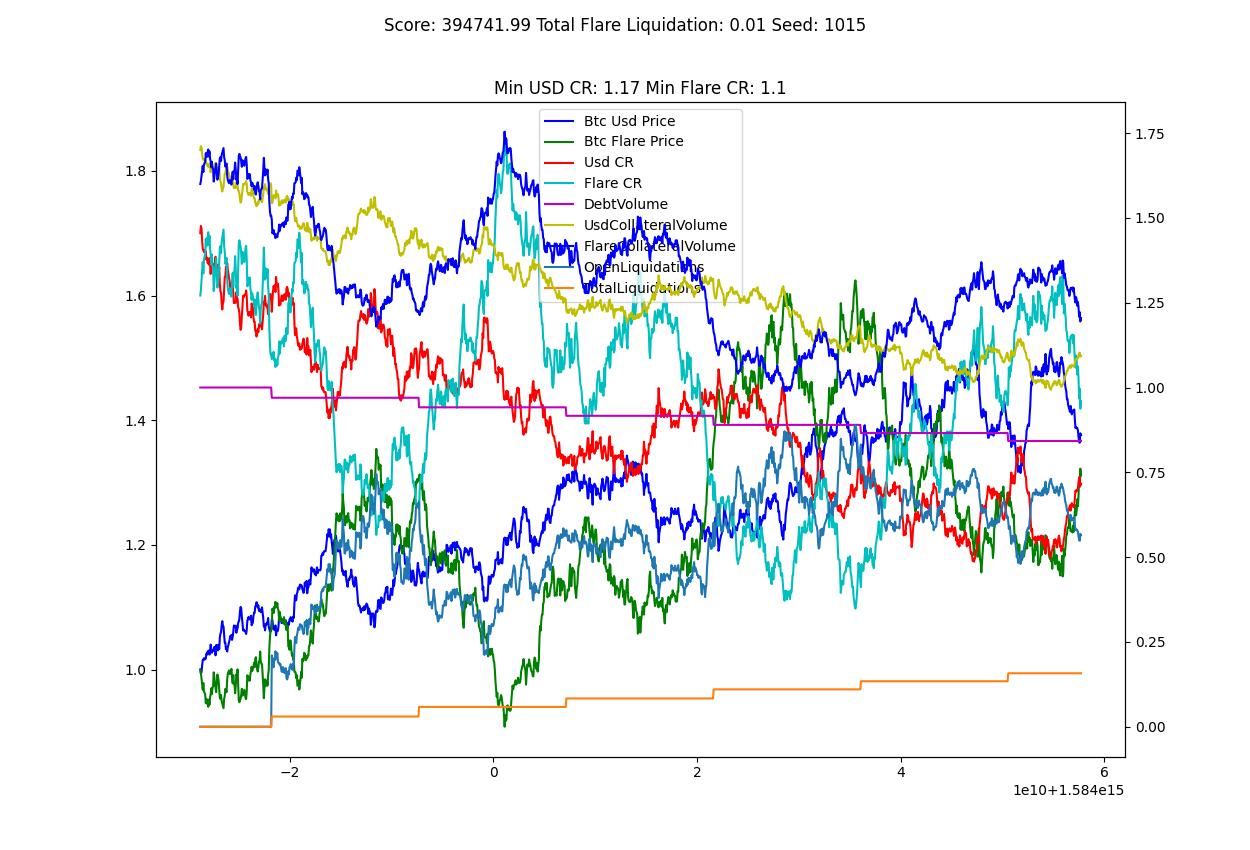 Score: 394741.99 Total Flare Liquidation: 0.01 Seed: 1015
Min USD CR: 1.17 Min Flare CR: 1.1
Btc Usd Price
Btc Flare Price
Usd CR
Flare CR
DebtVolume
UsdCollateralVolume
FlareCollateralVolume
OpenLiquidations
TotalLiquidations
1.8
1.6
1.4
1.2
1.0
1.75
1.50
1.25
1.00
0.75
0.50
0.25
0.00
−2
0
2
4
6
1e10+1.584e15